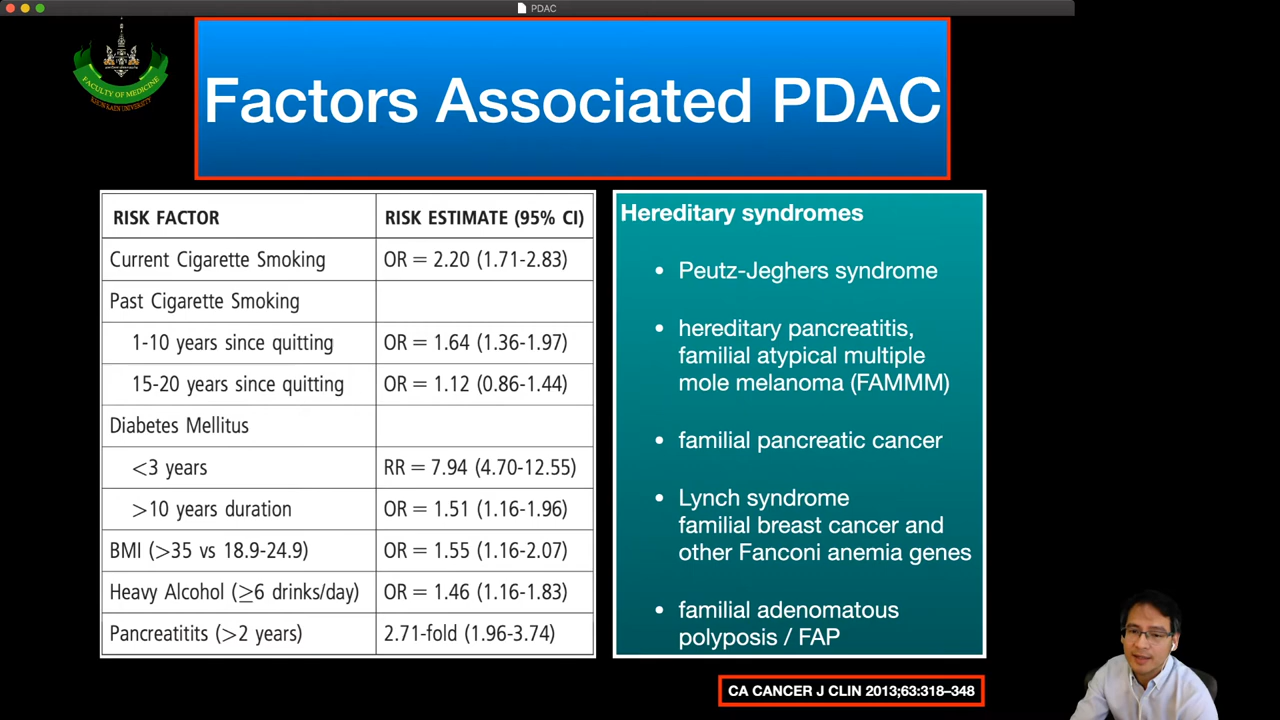 PDAC
FACULTY OF MEDICINE
KHON KAEN UNIVERSITY
Factors Associated PDAC
RISK FACTOR RISK ESTIMATE (95% CI)
Current Cigarette Smoking OR = 2.20 (1.71-2.83)
Past Cigarette Smoking
1-10 years since quitting OR = 1.64 (1.36-1.97)
15-20 years since quitting OR = 1.12 (0.86-1.44)
Diabetes Mellitus
<3 years RR = 7.94 (4.70-12.55)
>10 years duration OR = 1.51 (1.16-1.96)
BMI (>35 vs 18.9-24.9) OR = 1.55 (1.16-2.07)
Heavy Alcohol (≥6 drinks/day) OR = 1.46 (1.16-1.83)
Pancreatitits (>2 years) 2.71-fold (1.96-3.74)
Hereditary syndromes
• Peutz-Jeghers syndrome
• hereditary pancreatitis,
familial atypical multiple
mole melanoma (FAMMM)
• familial pancreatic cancer
• Lynch syndrome
familial breast cancer and
other Fanconi anemia genes
• familial adenomatous
polyposis / FAP
CA CANCER J CLIN 2013;63:318–348